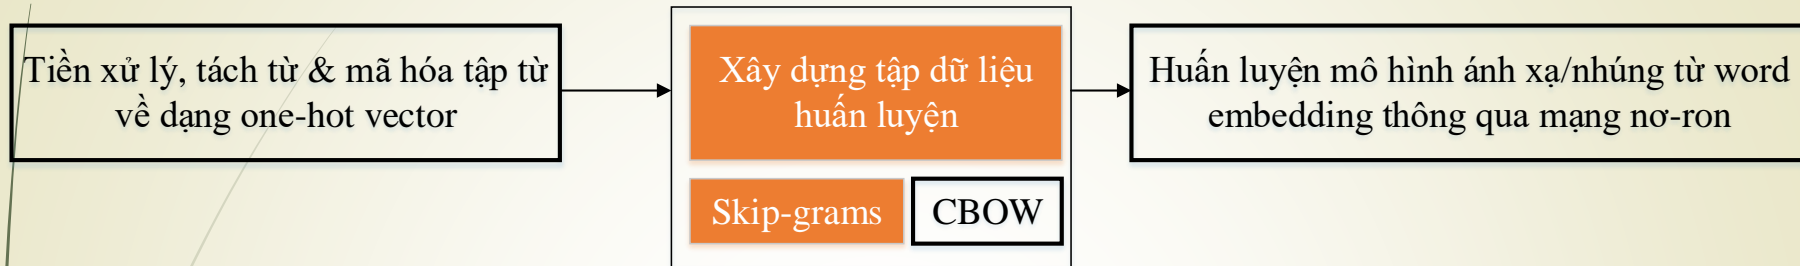 Tiền xử lý, tách từ & mã hóa tập từ
về dạng one-hot vector
Xây dựng tập dữ liệu
huấn luyện
Skip-grams
CBOW
Huấn luyện mô hình ánh xạ/nhúng từ word
embedding thông qua mạng nơ-ron